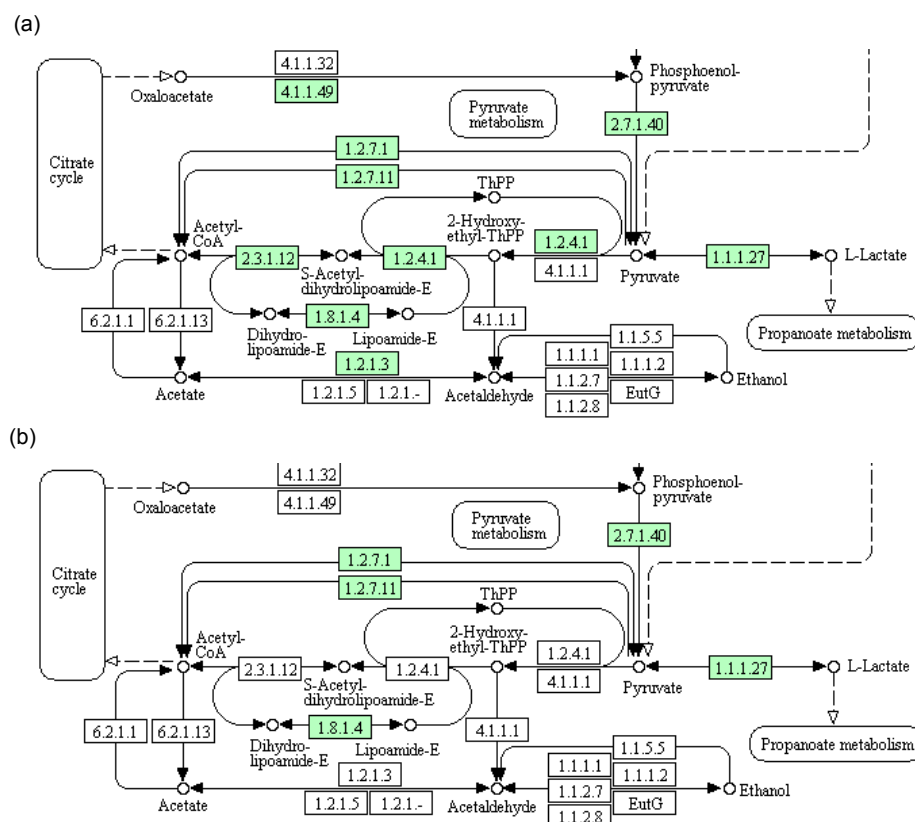 (a)
4.1.1.32
4.1.1.49
Oxaloacetate
Phosphoenol-
pyruvate
Pyruvate
metabolism
2.7.1.40
Citrate
cycle
1.2.7.1
1.2.7.11
ThPP
Acetyl-
CoA
2-Hydroxy-
ethyl-ThPP
1.2.4.1
2.3.1.12
1.2.4.1
4.1.1.1
Pyruvate
1.1.1.27
L-Lactate
S-Acetyl-
dihydrolipoamide-E
6.2.1.1
6.2.1.13
1.8.1.4
4.1.1.1
Dihydro-
lipoamide-E
Lipoamide-E
Propanoate metabolism
1.1.5.5
1.2.1.3
1.1.1.1
1.1.1.2
Acetate
1.2.1.5
1.2.1.-
Acetaldehyde
1.1.2.7
EutG
Ethanol
1.1.2.8
(b)
4.1.1.32
4.1.1.49
Oxaloacetate
Phosphoenol-
pyruvate
Pyruvate
metabolism
2.7.1.40
Citrate
cycle
1.2.7.1
1.2.7.11
ThPP
Acetyl-
CoA
2-Hydroxy-
ethyl-ThPP
1.2.4.1
2.3.1.12
1.2.4.1
4.1.1.1
Pyruvate
1.1.1.27
L-Lactate
S-Acetyl-
dihydrolipoamide-E
6.2.1.1
6.2.1.13
1.8.1.4
4.1.1.1
Dihydro-
lipoamide-E
Lipoamide-E
Propanoate metabolism
1.1.5.5
1.2.1.3
1.1.1.1
1.1.1.2
Acetate
1.2.1.5
1.2.1.-
Acetaldehyde
1.1.2.7
EutG
Ethanol
1.1.2.8